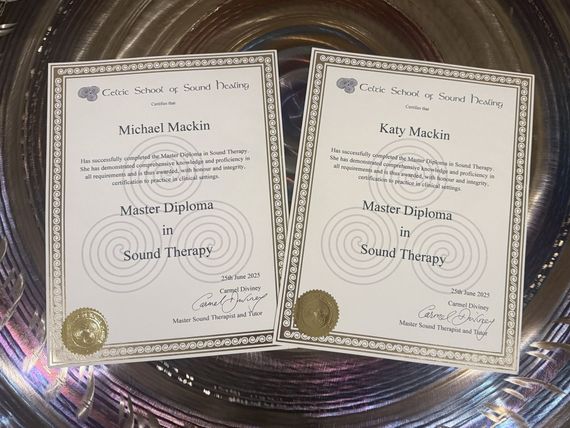 Celtic School of Sound Healing
Certifies that
Michael Mackin
Has successfully completed the Master Diploma in Sound Therapy.
She has demonstrated comprehensive knowledge and proficiency in
all requirements and is thus awarded, with honour and integrity,
certification to practice in clinical settings.
Master Diploma
in
Sound Therapy
25th June 2025
Carmel Diviney
Carmel Diviney
Master Sound Therapist and Tutor
Celtic School of Sound Healing
Certifies that
Katy Mackin
Has successfully completed the Master Diploma in Sound Therapy.
She has demonstrated comprehensive knowledge and proficiency in
all requirements and is thus awarded, with honour and integrity,
certification to practice in clinical settings.
Master Diploma
in
Sound Therapy
25th June 2025
Carmel Diviney
Carmel Diviney
Master Sound Therapist and Tutor